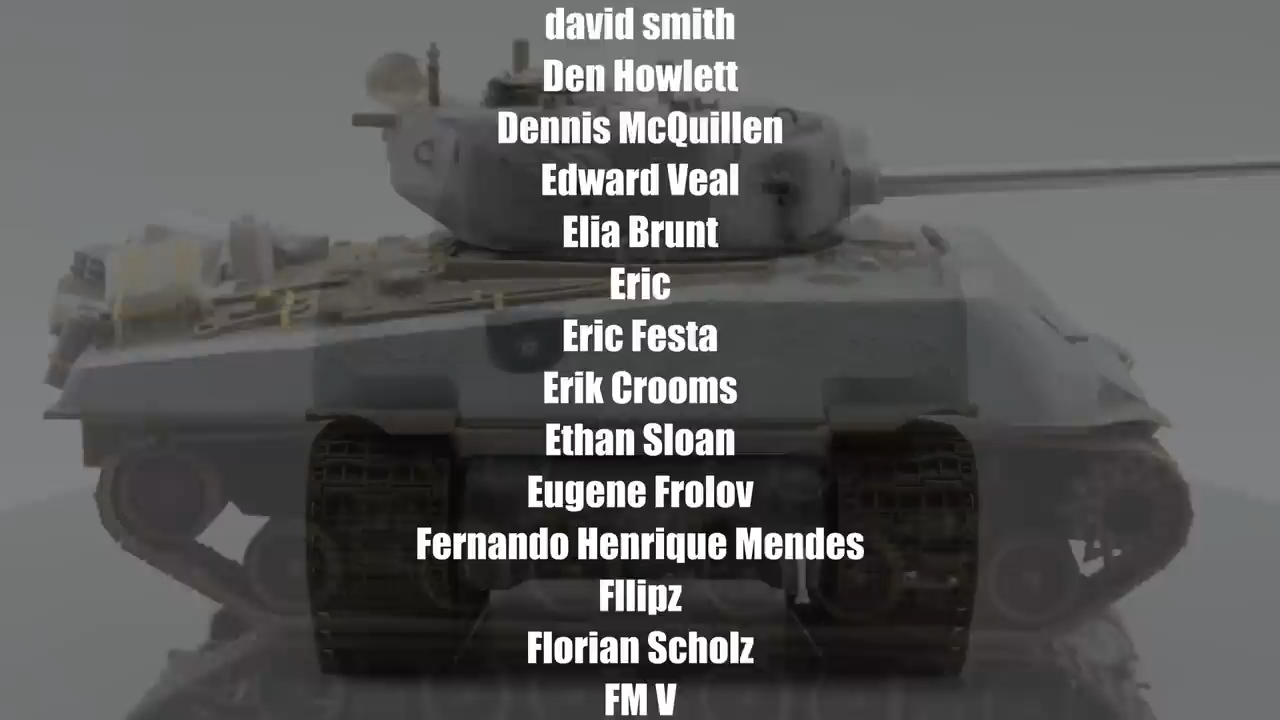 david smith
Den Howlett
Dennis McQuillen
Edward Veal
Elia Brunt
Eric
Eric Festa
Erik Crooms
Ethan Sloan
Eugene Frolov
Fernando Henrique Mendes
Fllipz
Florian Scholz
FM V